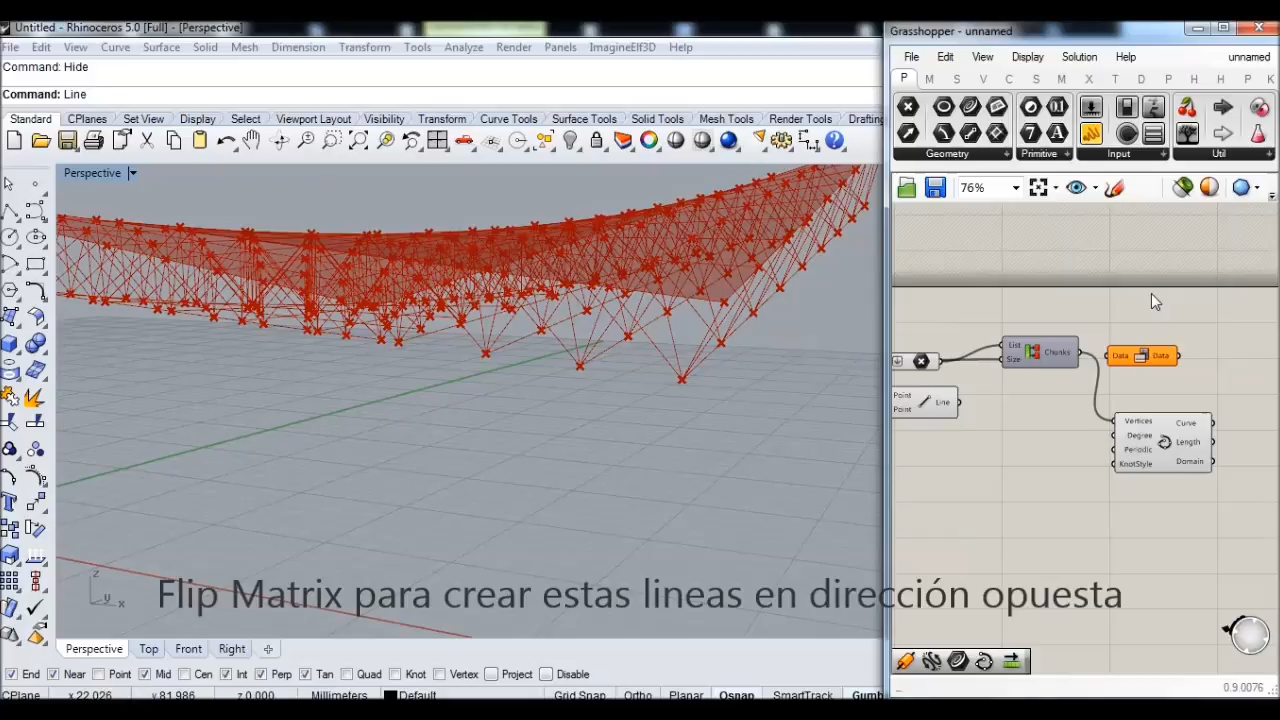 Untitled - Rhinoceros 5.0 [Full] - [Perspective]
File Edit View Curve Surface Solid Mesh Dimension Transform Tools Analyze Render Panels ImagineElf3D Help
Command: Hide
Command: Line
Standard CPlanes Set View Display Select Viewport Layout Visibility Transform Curve Tools Surface Tools Solid Tools Mesh Tools Render Tools Drafting
Perspective
z
y x
Perspective Top Front Right
End Near Point Mid Cen Int Perp Tan Quad Knot Vertex Project Disable
CPlane x 22.026 y 81.986 z 0.000 Millimeters Default Grid Snap Ortho Planar Osnap SmartTrack Gumb
Grasshopper - unnamed
File Edit View Display Solution Help unnamed
P M S V C S M X T D P H H P K
Geometry Primitive Input Util
76%
List
Size
Chunks
Data Data
Point
Point
Line
Vertices
Degree
Periodic
KnotStyle
Curve
Length
Domain
Flip Matrix para crear estas lineas en dirección opuesta
0.9.0076